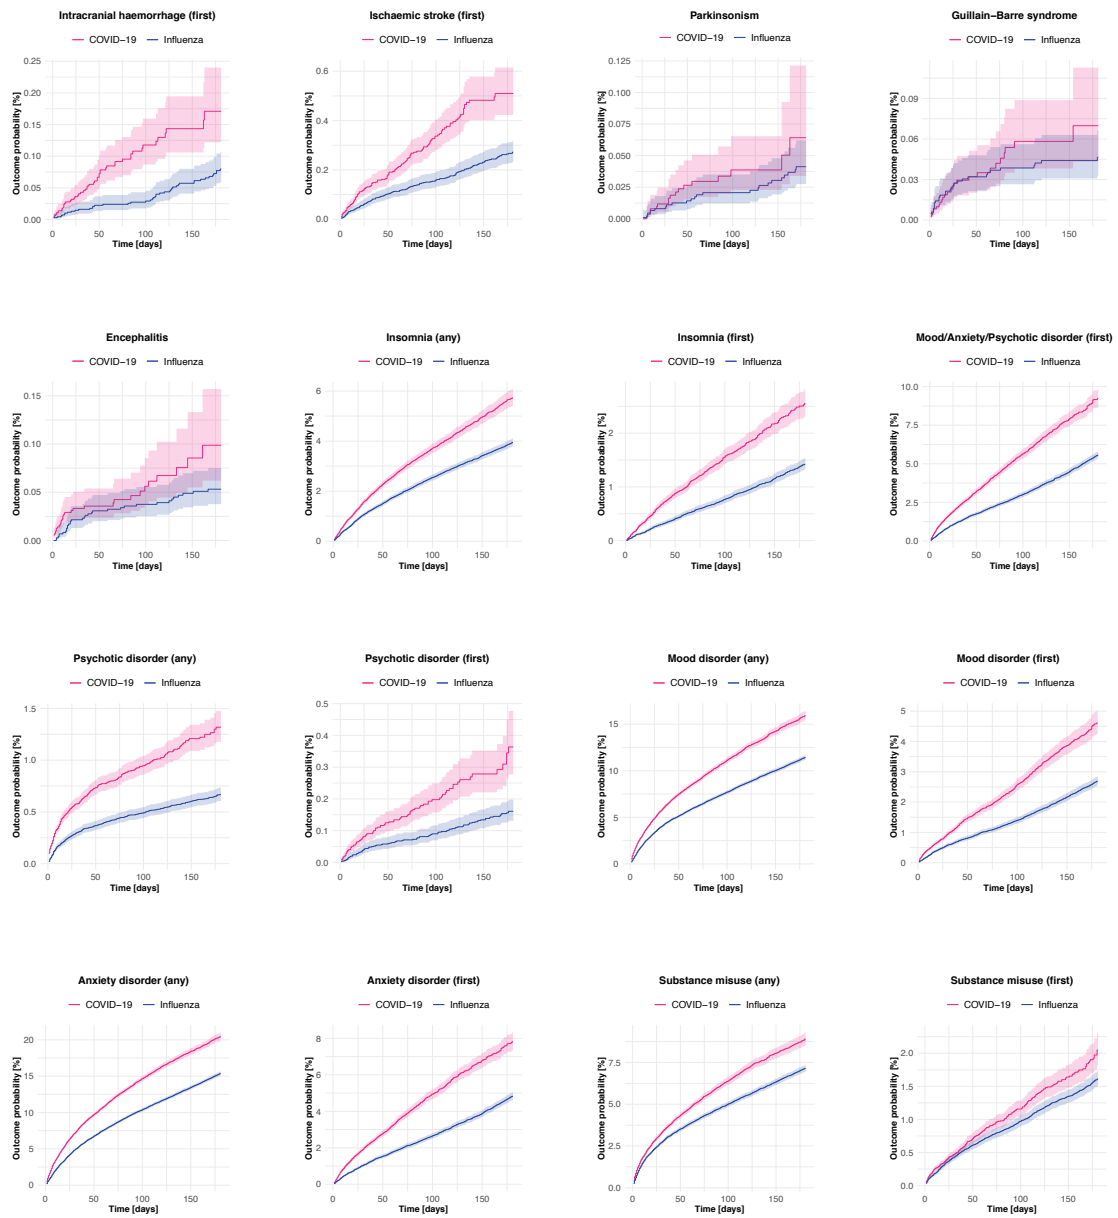 Intracranial haemorrhage (first)
COVID−19 Influenza
Outcome probability [%]
0.25
0.20
0.15
0.10
0.05
0.00
0 50 100 150
Time [days]
Ischaemic stroke (first)
COVID−19 Influenza
Outcome probability [%]
0.6
0.4
0.2
0.0
0 50 100 150
Time [days]
Parkinsonism
COVID−19 Influenza
Outcome probability [%]
0.125
0.100
0.075
0.050
0.025
0.000
0 50 100 150
Time [days]
Guillain−Barre syndrome
COVID−19 Influenza
Outcome probability [%]
0.09
0.06
0.03
0.00
0 50 100 150
Time [days]
Encephalitis
COVID−19 Influenza
Outcome probability [%]
0.15
0.10
0.05
0.00
0 50 100 150
Time [days]
Insomnia (any)
COVID−19 Influenza
Outcome probability [%]
6
4
2
0
0 50 100 150
Time [days]
Insomnia (first)
COVID−19 Influenza
Outcome probability [%]
2
1
0
0 50 100 150
Time [days]
Mood/Anxiety/Psychotic disorder (first)
COVID−19 Influenza
Outcome probability [%]
10.0
7.5
5.0
2.5
0.0
0 50 100 150
Time [days]
Psychotic disorder (any)
COVID−19 Influenza
Outcome probability [%]
1.5
1.0
0.5
0.0
0 50 100 150
Time [days]
Psychotic disorder (first)
COVID−19 Influenza
Outcome probability [%]
0.5
0.4
0.3
0.2
0.1
0.0
0 50 100 150
Time [days]
Mood disorder (any)
COVID−19 Influenza
Outcome probability [%]
15
10
5
0
0 50 100 150
Time [days]
Mood disorder (first)
COVID−19 Influenza
Outcome probability [%]
5
4
3
2
1
0
0 50 100 150
Time [days]
Anxiety disorder (any)
COVID−19 Influenza
Outcome probability [%]
20
15
10
5
0
0 50 100 150
Time [days]
Anxiety disorder (first)
COVID−19 Influenza
Outcome probability [%]
8
6
4
2
0
0 50 100 150
Time [days]
Substance misuse (any)
COVID−19 Influenza
Outcome probability [%]
7.5
5.0
2.5
0.0
0 50 100 150
Time [days]
Substance misuse (first)
COVID−19 Influenza
Outcome probability [%]
2.0
1.5
1.0
0.5
0.0
0 50 100 150
Time [days]